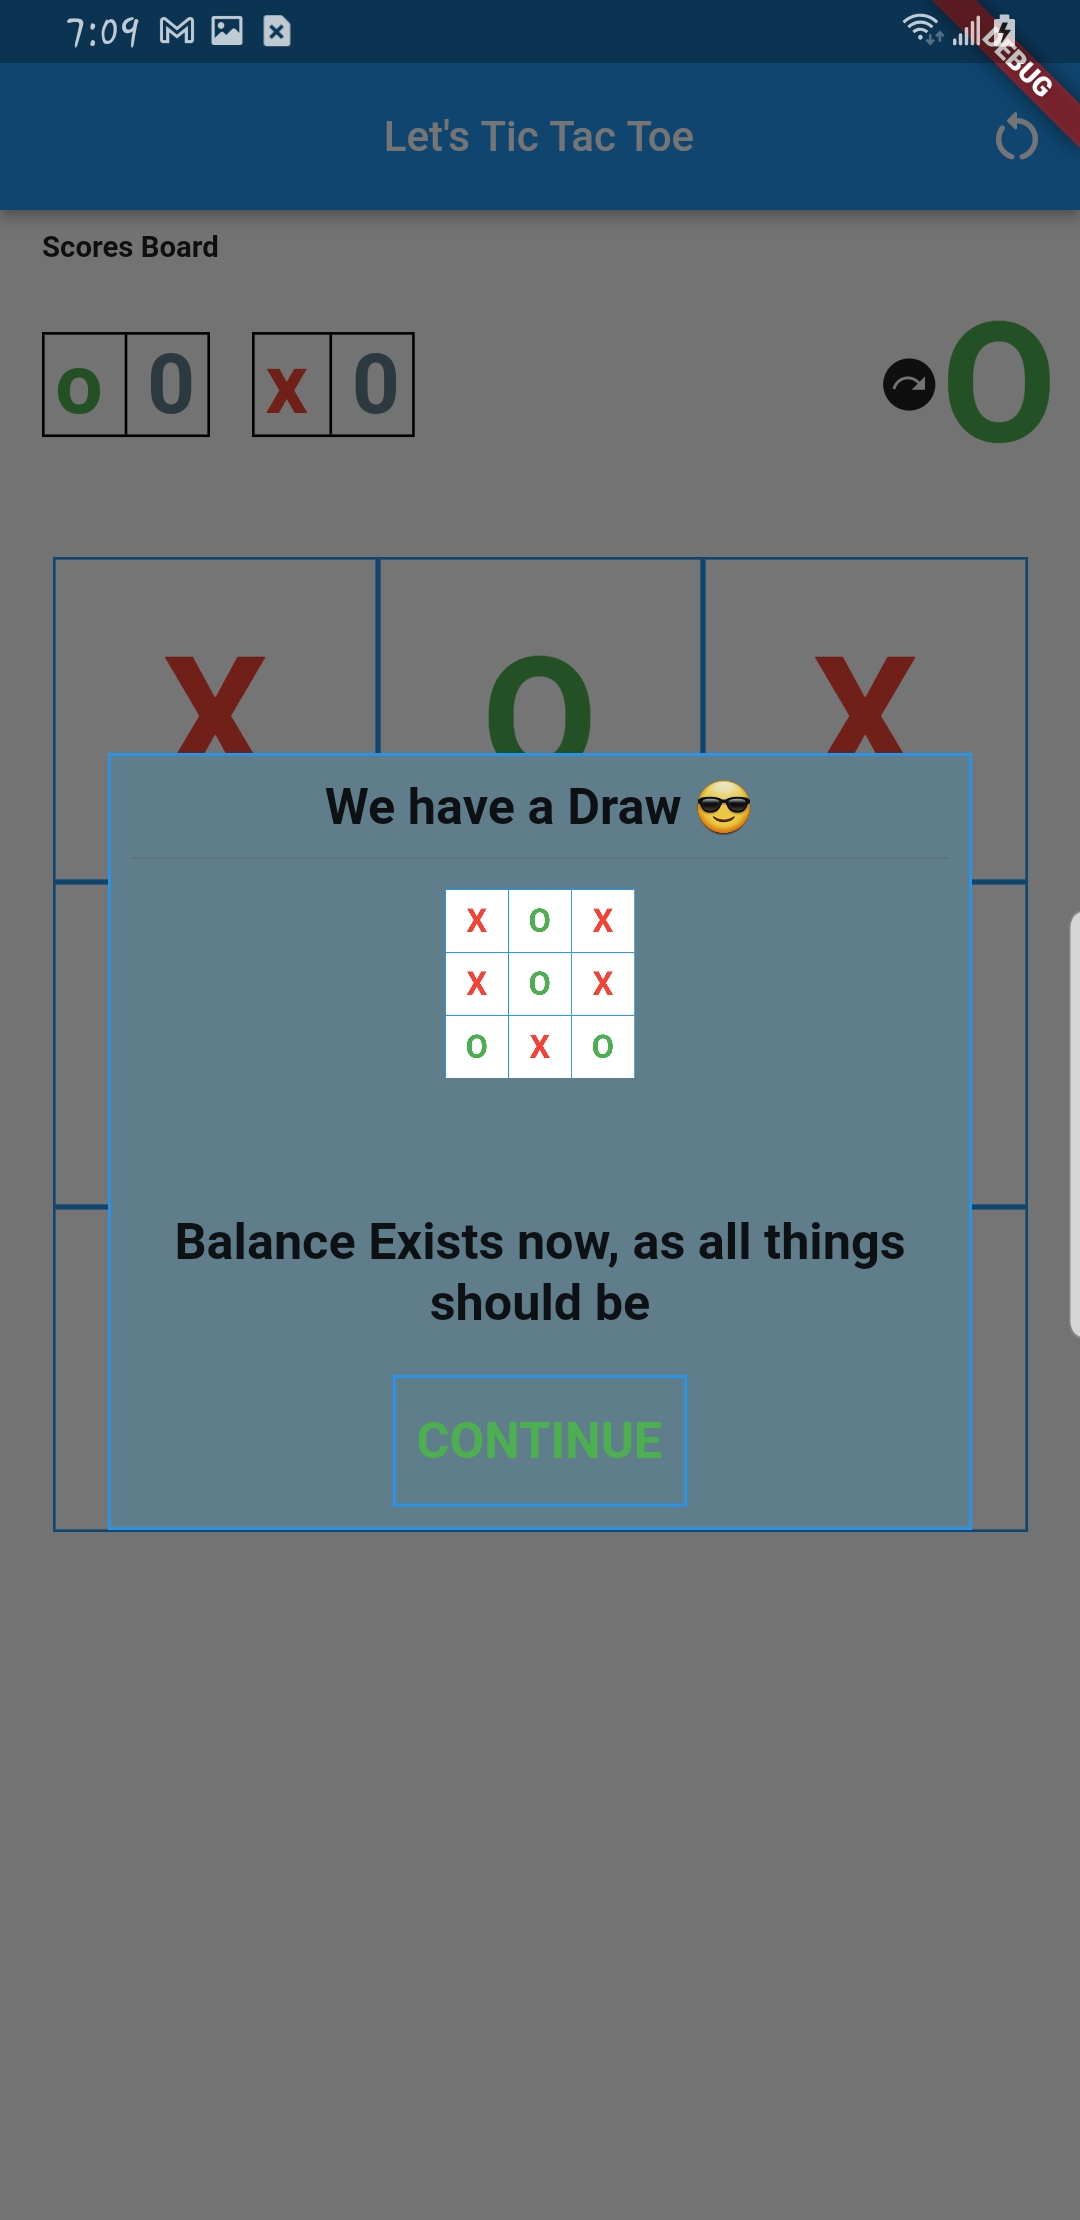 7:09
DEBUG
Let's Tic Tac Toe
Scores Board
o 0 x 0 O
X O X
We have a Draw 😎
X O X
X O X
O X O
Balance Exists now, as all things
should be
CONTINUE